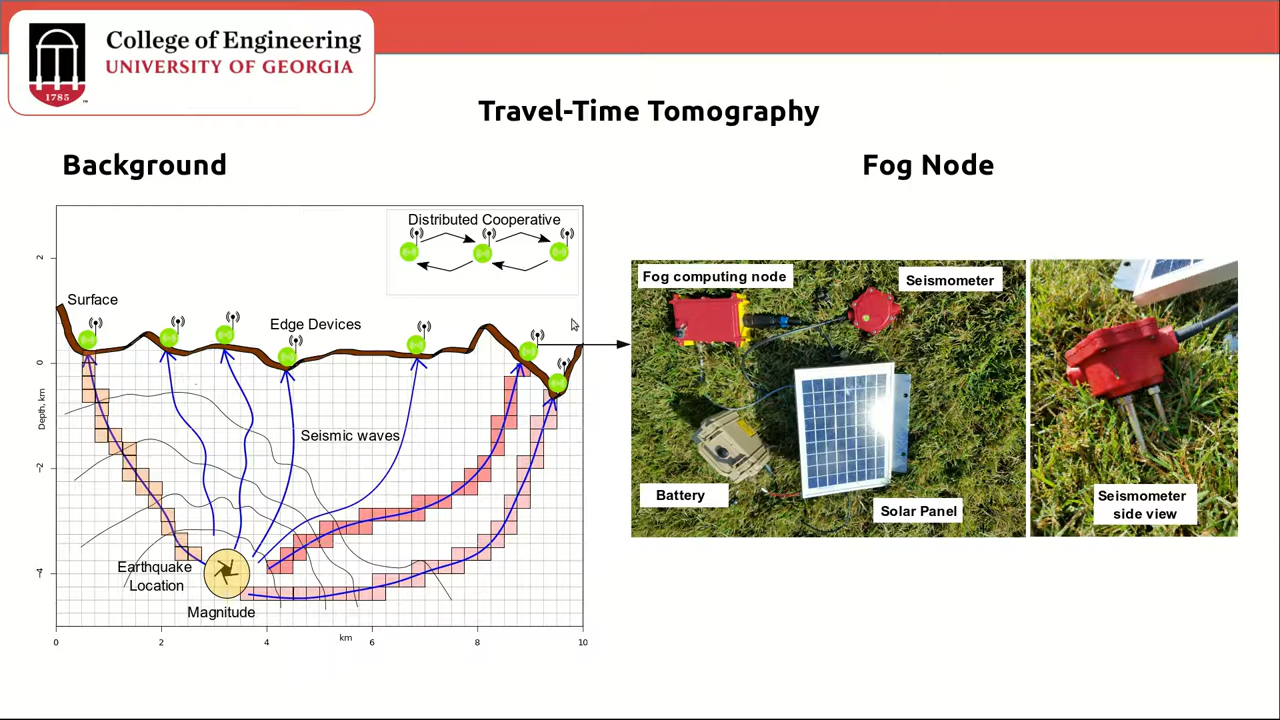 College of Engineering
UNIVERSITY OF GEORGIA
1785
Travel-Time Tomography
Background
Fog Node
Distributed Cooperative
2
Surface
Edge Devices
0
Depth, km
Seismic waves
-2
Earthquake
Location
-4
Magnitude
0
2
4
km
6
8
10
Fog computing node
Seismometer
Battery
Solar Panel
Seismometer
side view